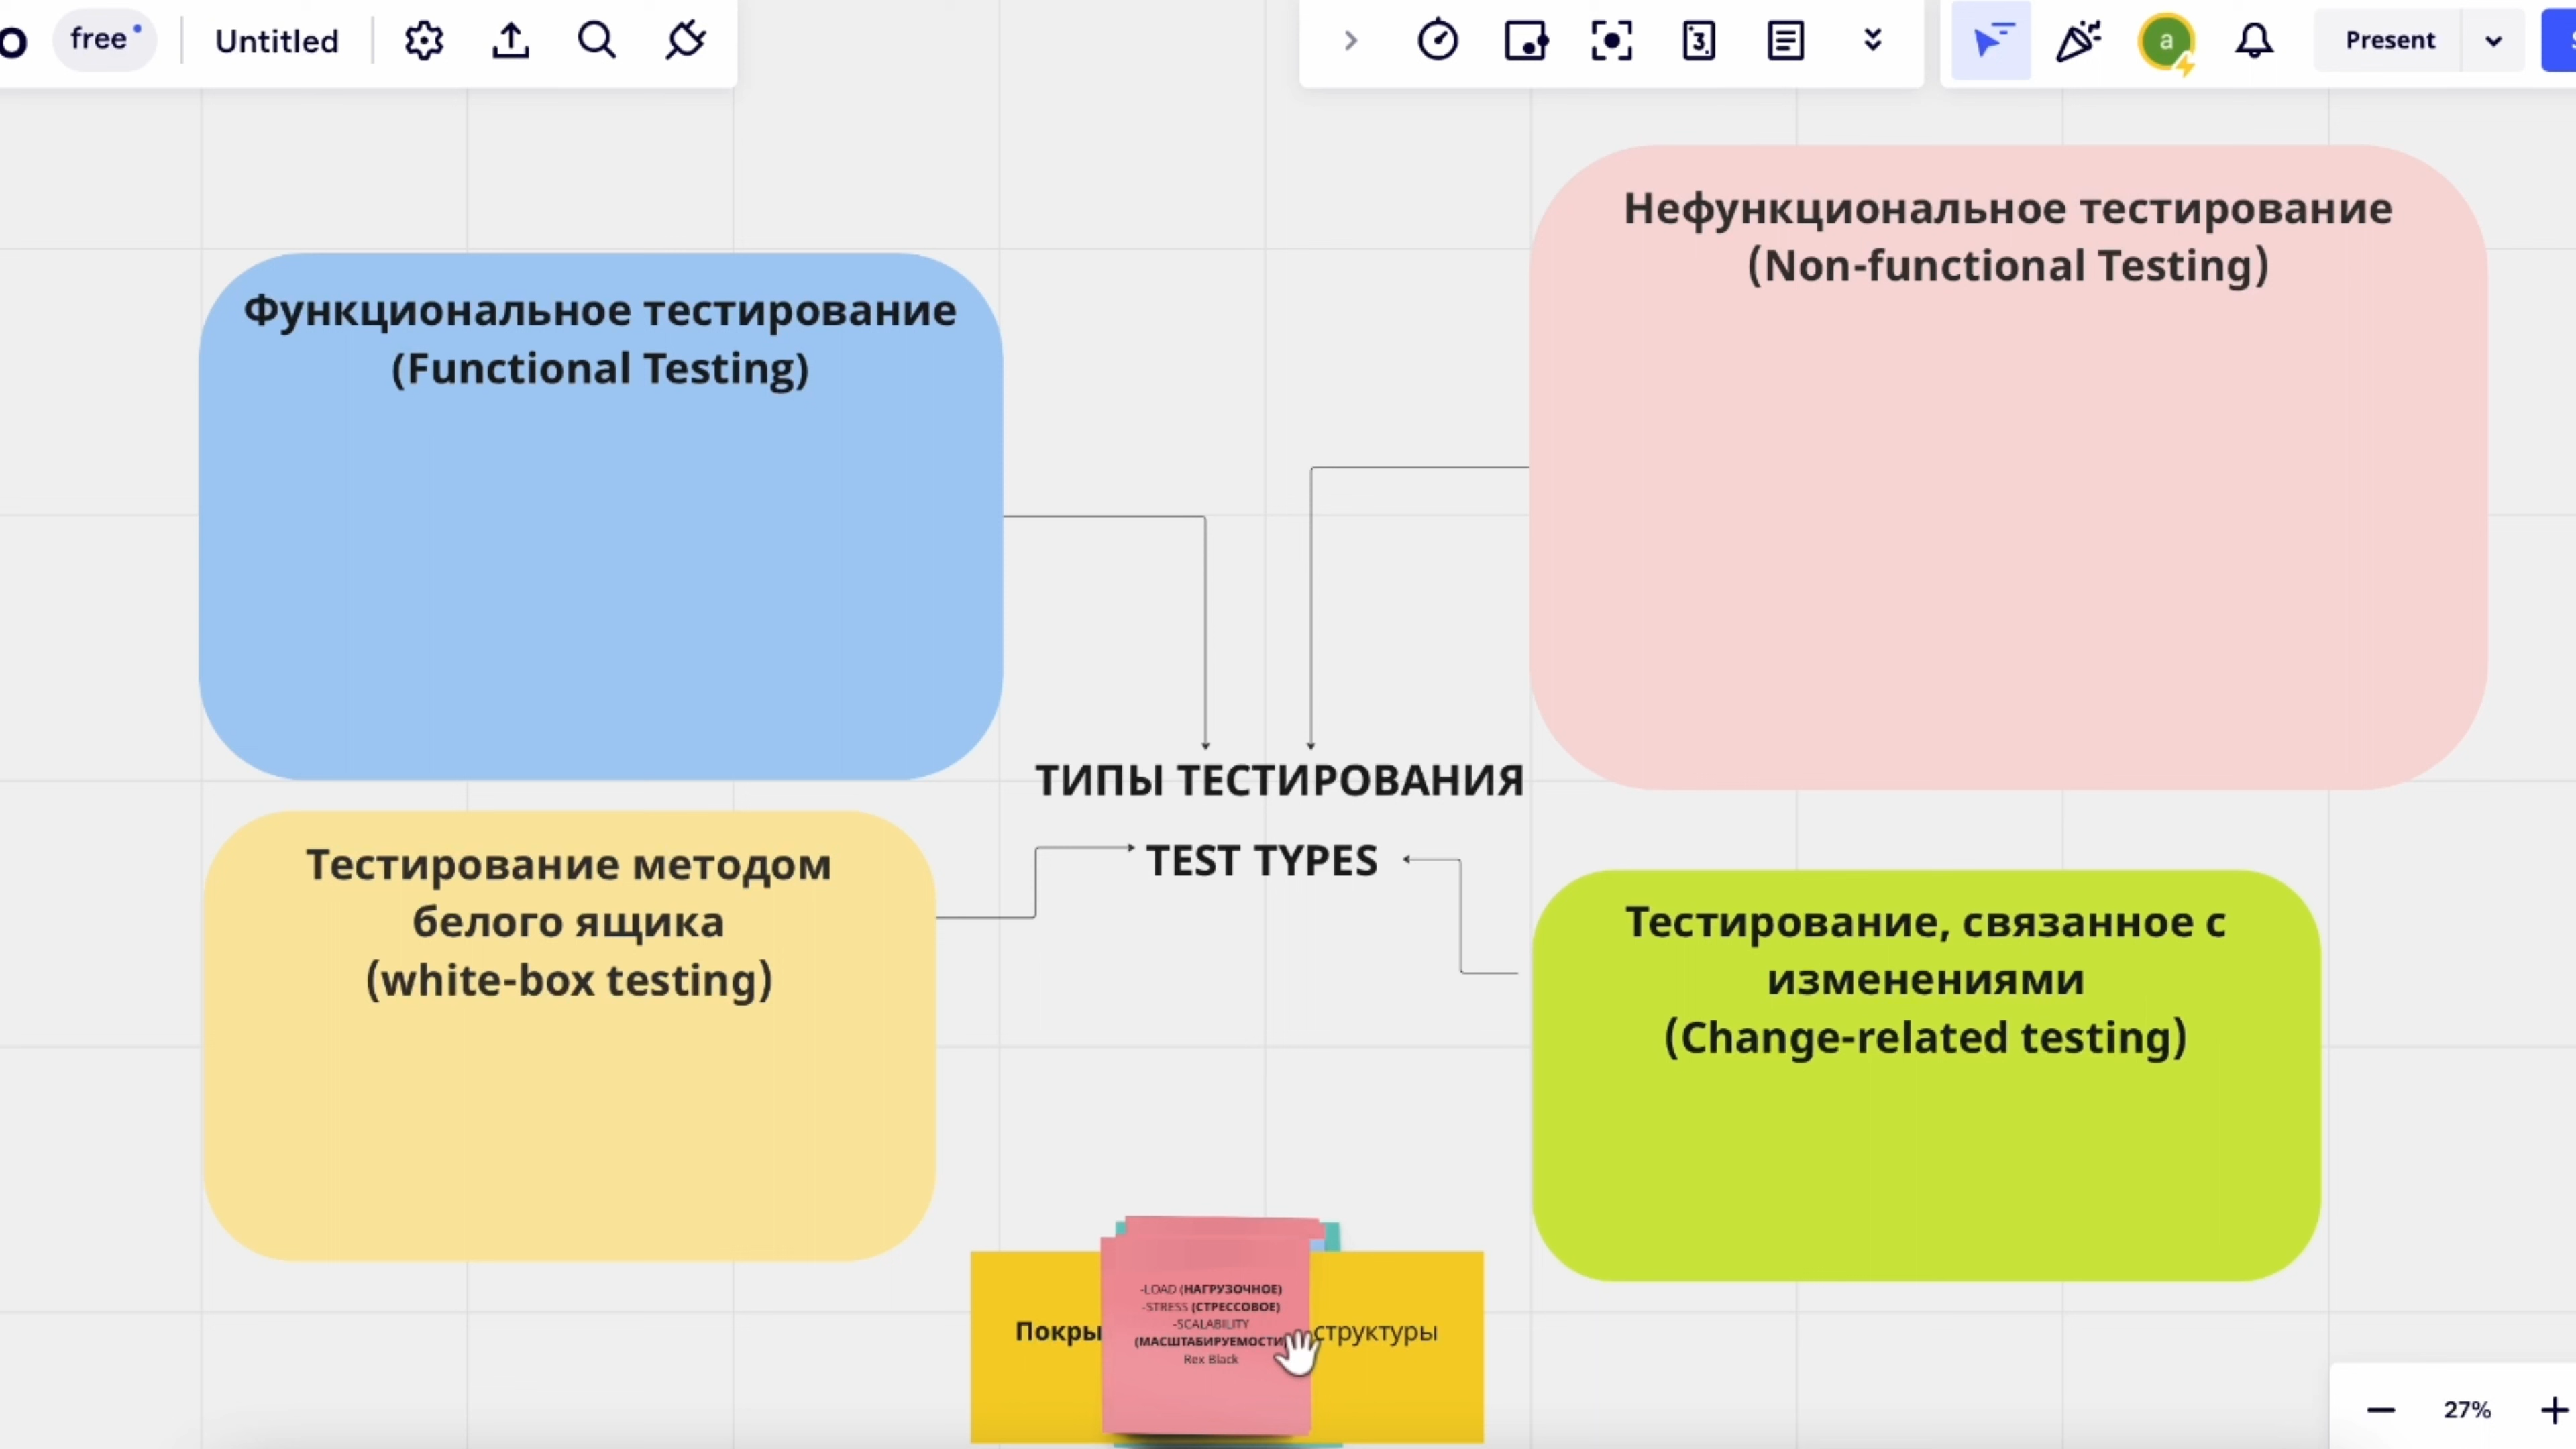 free
Untitled
3
a
Present
Нефункциональное тестирование
(Non-functional Testing)
Функциональное тестирование
(Functional Testing)
ТИПЫ ТЕСТИРОВАНИЯ
TEST TYPES
Тестирование методом
белого ящика
(white-box testing)
Тестирование, связанное с
изменениями
(Change-related testing)
-LOAD (НАГРУЗОЧНОЕ)
-STRESS (СТРЕССОВОЕ)
-SCALABILITY
(МАСШТАБИРУЕМОСТИ
Rex Black
Покры структуры
27%